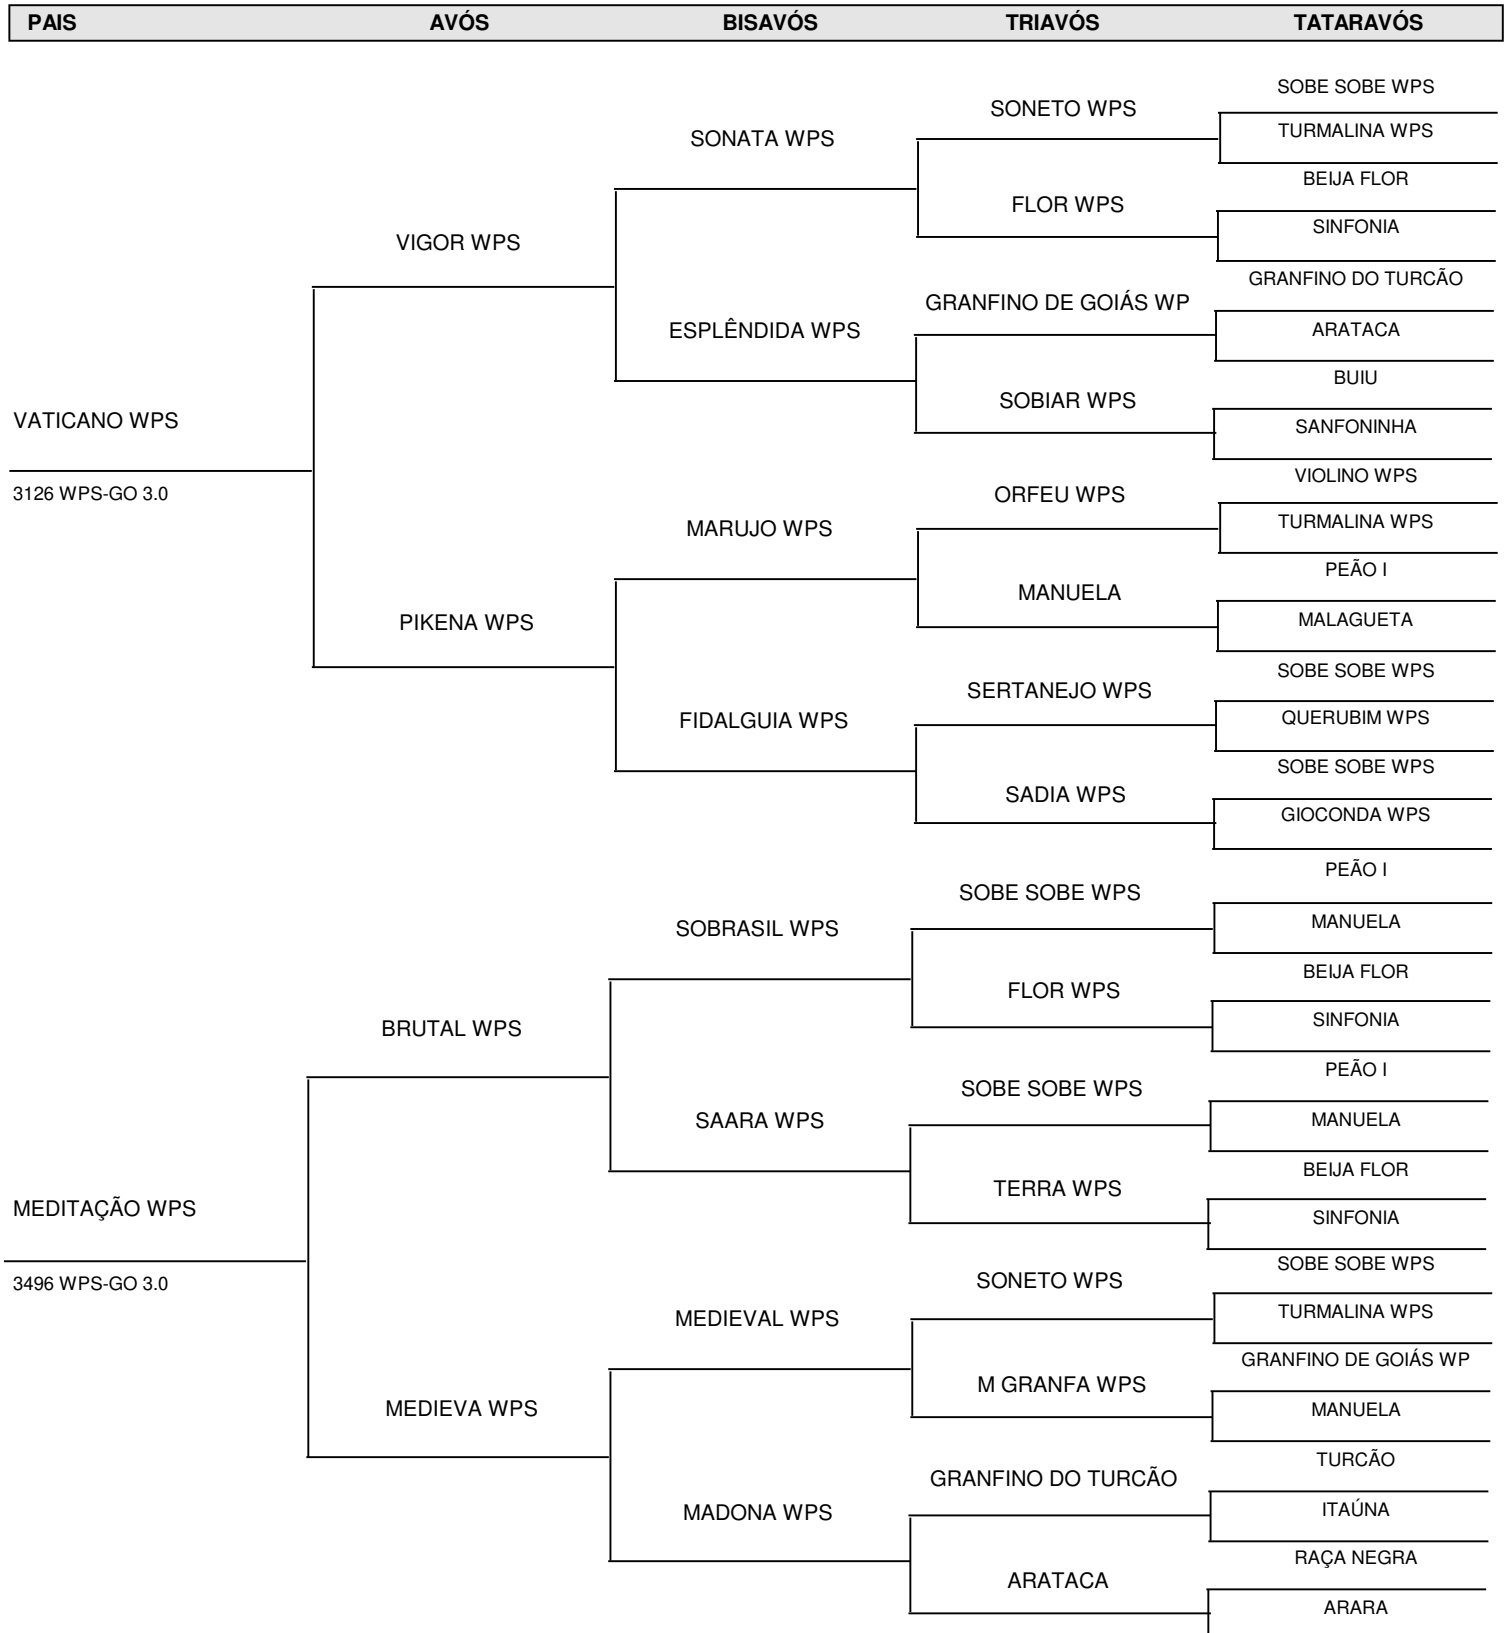 PAIS AVÓS BISAVÓS TRIAVÓS TATARAVÓS
SOBE SOBE WPS
SONETO WPS
TURMALINA WPS
SONATA WPS
BEIJA FLOR
FLOR WPS
SINFONIA
VIGOR WPS
GRANFINO DO TURCÃO
GRANFINO DE GOIÁS WP
ARATACA
ESPLÊNDIDA WPS
BUIU
SOBIAR WPS
SANFONINHA
VATICANO WPS
3126 WPS-GO 3.0
VIOLINO WPS
ORFEU WPS
TURMALINA WPS
MARUJO WPS
PEÃO I
MANUELA
MALAGUETA
PIKENA WPS
SOBE SOBE WPS
SERTANEJO WPS
QUERUBIM WPS
FIDALGUIA WPS
SOBE SOBE WPS
SADIA WPS
GIOCONDA WPS
PEÃO I
SOBE SOBE WPS
MANUELA
SOBRASIL WPS
BEIJA FLOR
FLOR WPS
SINFONIA
BRUTAL WPS
PEÃO I
SOBE SOBE WPS
MANUELA
SAARA WPS
BEIJA FLOR
TERRA WPS
SINFONIA
MEDITAÇÃO WPS
3496 WPS-GO 3.0
SOBE SOBE WPS
SONETO WPS
TURMALINA WPS
MEDIEVAL WPS
GRANFINO DE GOIÁS WP
M GRANFA WPS
MANUELA
MEDIEVA WPS
TURCÃO
GRANFINO DO TURCÃO
ITAÚNA
MADONA WPS
RAÇA NEGRA
ARATACA
ARARA